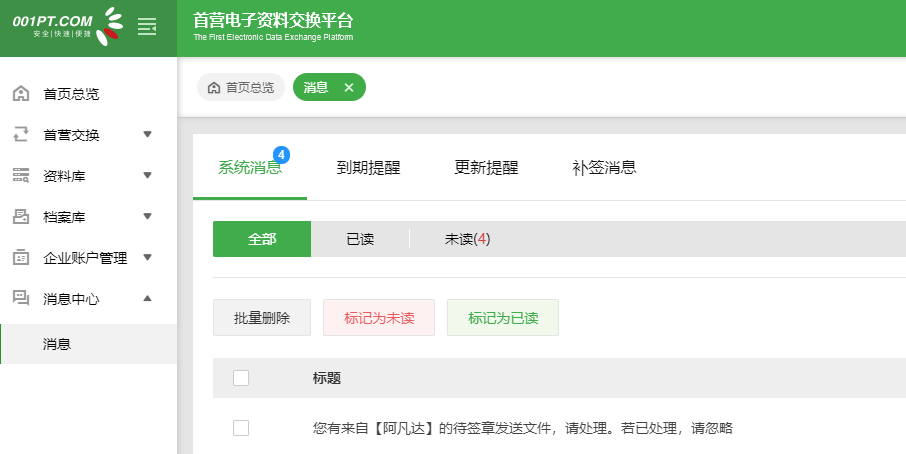 001PT.COM
安全|快速|便捷
首营电子资料交换平台
The First Electronic Data Exchange Platform
首页总览
消息 ×
首页总览
首营交换
资料库
档案库
企业账户管理
消息中心
消息
系统消息 4
到期提醒
更新提醒
补签消息
全部
已读
未读(4)
批量删除
标记为未读
标记为已读
标题
您有来自【阿凡达】的待签章发送文件，请处理。若已处理，请忽略